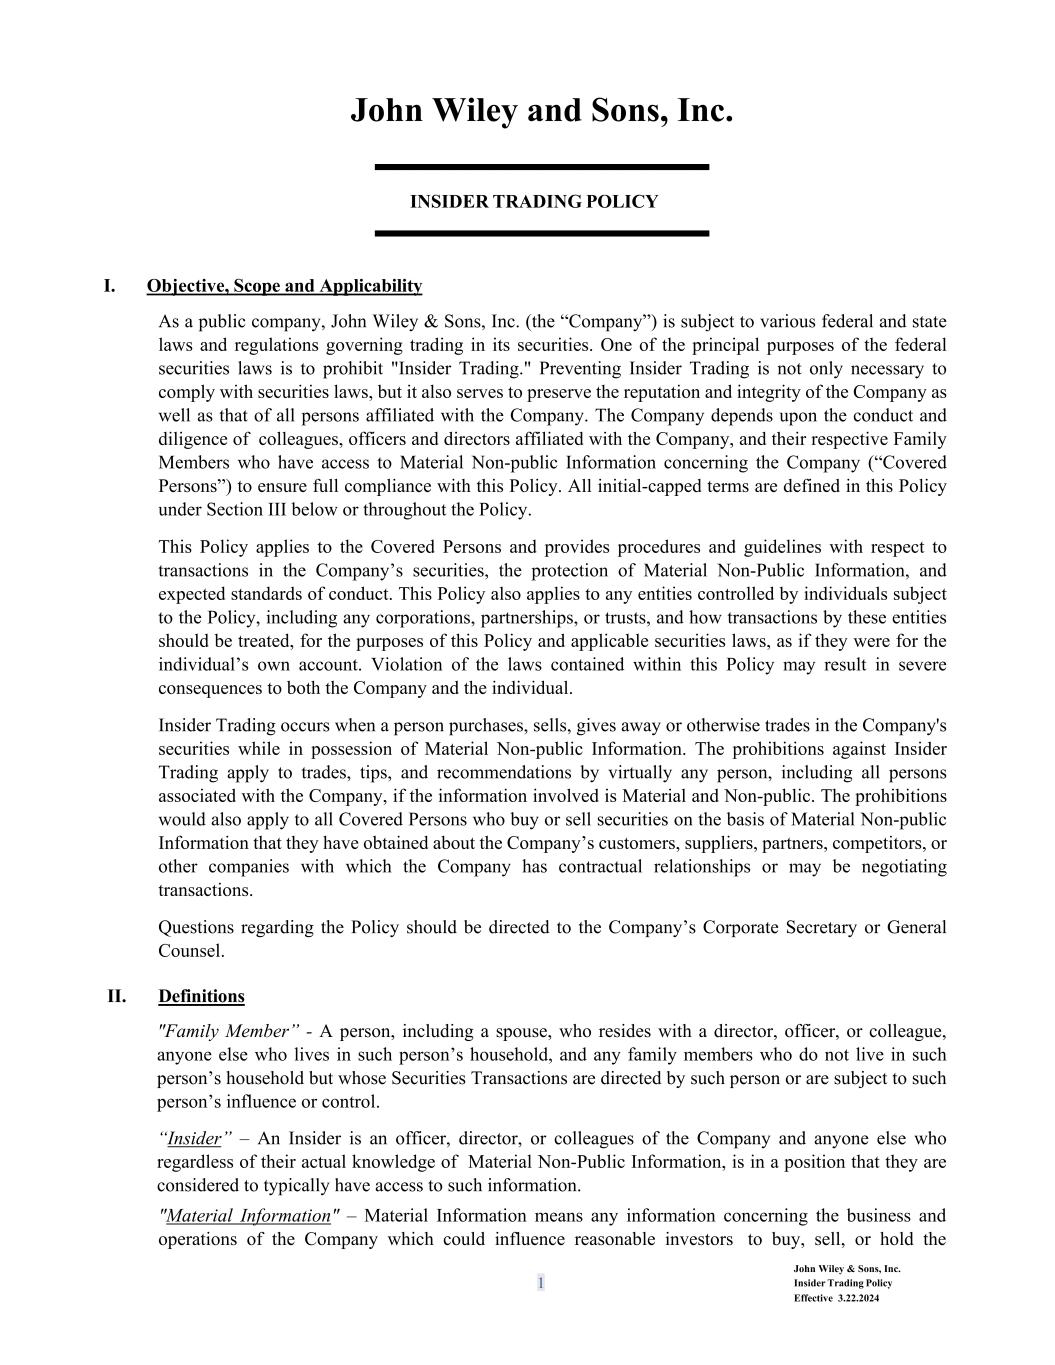 John Wiley and Sons, Inc.
INSIDER TRADING POLICY
I. Objective, Scope and Applicability
As a public company, John Wiley & Sons, Inc. (the “Company”) is subject to various federal and state
laws and regulations governing trading in its securities. One of the principal purposes of the federal
securities laws is to prohibit "Insider Trading." Preventing Insider Trading is not only necessary to
comply with securities laws, but it also serves to preserve the reputation and integrity of the Company as
well as that of all persons affiliated with the Company. The Company depends upon the conduct and
diligence of colleagues, officers and directors affiliated with the Company, and their respective Family
Members who have access to Material Non-public Information concerning the Company (“Covered
Persons”) to ensure full compliance with this Policy. All initial-capped terms are defined in this Policy
under Section III below or throughout the Policy.
This Policy applies to the Covered Persons and provides procedures and guidelines with respect to
transactions in the Company’s securities, the protection of Material Non-Public Information, and
expected standards of conduct. This Policy also applies to any entities controlled by individuals subject
to the Policy, including any corporations, partnerships, or trusts, and how transactions by these entities
should be treated, for the purposes of this Policy and applicable securities laws, as if they were for the
individual’s own account. Violation of the laws contained within this Policy may result in severe
consequences to both the Company and the individual.
Insider Trading occurs when a person purchases, sells, gives away or otherwise trades in the Company's
securities while in possession of Material Non-public Information. The prohibitions against Insider
Trading apply to trades, tips, and recommendations by virtually any person, including all persons
associated with the Company, if the information involved is Material and Non-public. The prohibitions
would also apply to all Covered Persons who buy or sell securities on the basis of Material Non-public
Information that they have obtained about the Company’s customers, suppliers, partners, competitors, or
other companies with which the Company has contractual relationships or may be negotiating
transactions.
Questions regarding the Policy should be directed to the Company’s Corporate Secretary or General
Counsel.
II. Definitions
"Family Member” - A person, including a spouse, who resides with a director, officer, or colleague,
anyone else who lives in such person’s household, and any family members who do not live in such
person’s household but whose Securities Transactions are directed by such person or are subject to such
person’s influence or control.
“Insider” – An Insider is an officer, director, or colleagues of the Company and anyone else who
regardless of their actual knowledge of Material Non-Public Information, is in a position that they are
considered to typically have access to such information.
"Material Information" – Material Information means any information concerning the business and
operations of the Company which could influence reasonable investors to buy, sell, or hold the
1
John Wiley & Sons, Inc.
Insider Trading Policy
Effective 3.22.2024